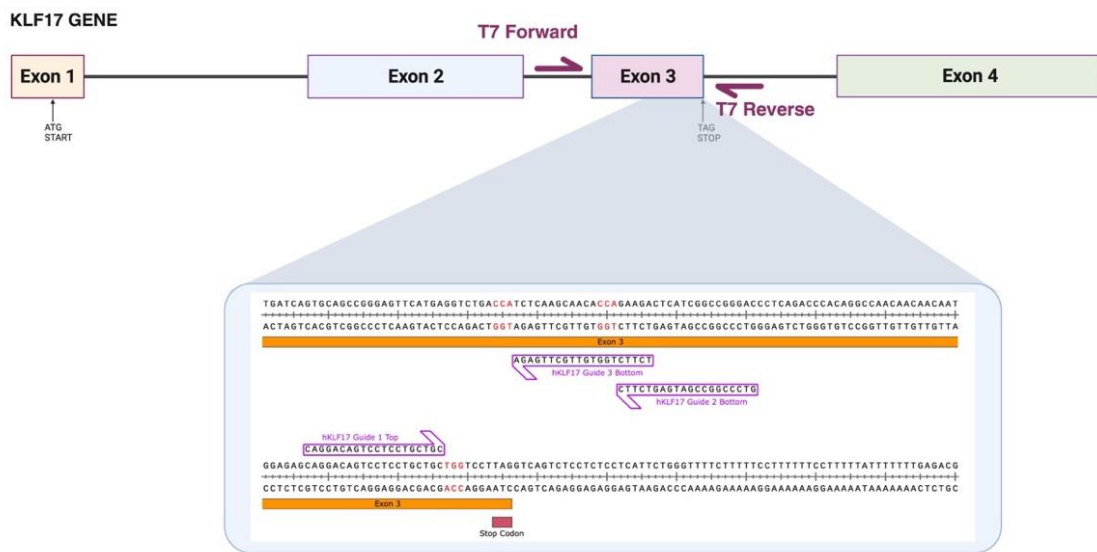 KLF17 GENE
T7 Forward
Exon 1
Exon 2
Exon 3
Exon 4
T7 Reverse
ATG
START
TAG
STOP
TGATCAGTGCAGCCGGGAGTTCATGAGGTCTGACCATCTCAAGCAACACCAGAAGACTCATCGGCCGGGACCCTCAGACCCACAGGCCAACAACAACAAT
ACTAGTCACGTCGGCCCTCAAGTACTCCAGACTGGTAGAGTTCGTTGTGGTCTTCTGAGTAGCCGGCCCTGGGAGTCTGGGTGTCCGGTTGTTGTTGTTA
Exon 3
AGAGTTCGTTGTGGTCTTCT
hKLF17 Guide 3 Bottom
CTTCTGAGTAGCCGGCCCTG
hKLF17 Guide 2 Bottom
hKLF17 Guide 1 Top
CAGGACAGTCCTCCTGCTGC
GGAGAGCAGGACAGTCCTCCTGCTGCTGGTCCTTAGGTCAGTCTCCTCTCCTCATTCTGGGTTTTCTTTTTCCTTTTTTCCTTTTTATTTTTTTGAGACG
CCTCTCGTCCTGTCAGGAGGACGACGACCAGGAATCCAGTCAGAGGAGAGGAGTAAGACCCAAAAGAAAAAGGAAAAAAGGAAAAATAAAAAAACTCTGC
Exon 3
Stop Codon